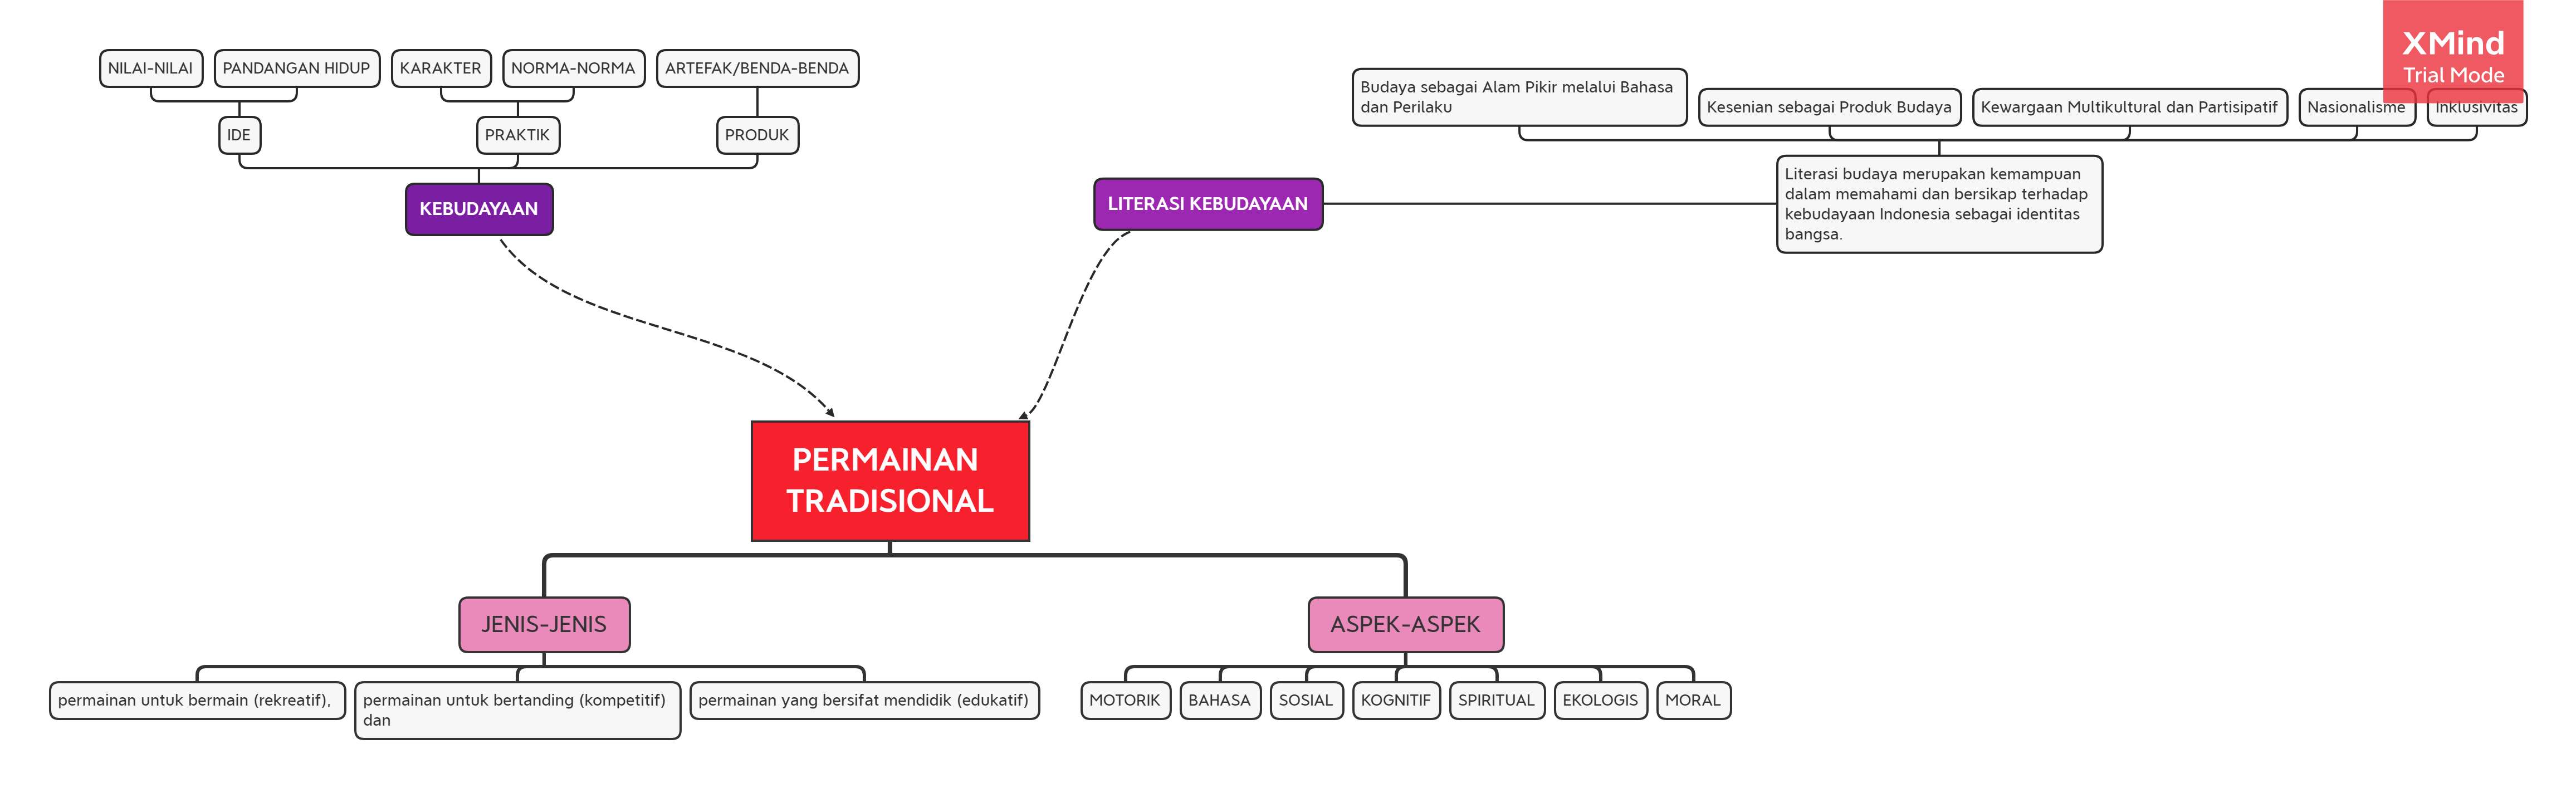 XMind
Trial Mode
NILAI-NILAI
PANDANGAN HIDUP
KARAKTER
NORMA-NORMA
ARTEFAK/BENDA-BENDA
IDE
PRAKTIK
PRODUK
KEBUDAYAAN
Budaya sebagai Alam Pikir melalui Bahasa
dan Perilaku
Kesenian sebagai Produk Budaya
Kewargaan Multikultural dan Partisipatif
Nasionalisme
Inklusivitas
LITERASI KEBUDAYAAN
Literasi budaya merupakan kemampuan
dalam memahami dan bersikap terhadap
kebudayaan Indonesia sebagai identitas
bangsa.
PERMAINAN
TRADISIONAL
JENIS-JENIS
permainan untuk bermain (rekreatif),
permainan untuk bertanding (kompetitif)
dan
permainan yang bersifat mendidik (edukatif)
ASPEK-ASPEK
MOTORIK
BAHASA
SOSIAL
KOGNITIF
SPIRITUAL
EKOLOGIS
MORAL